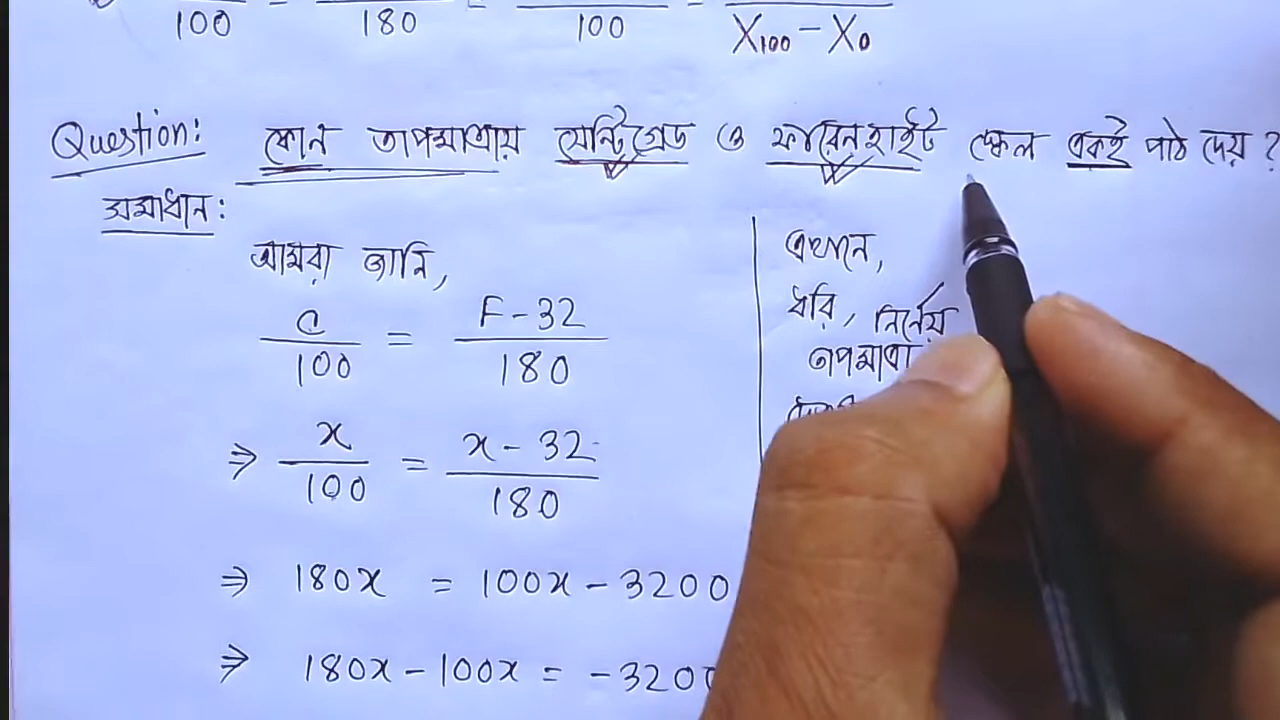 100 = 180 = 100 = X₁₀₀ - X₀
Question: কোন তাপমাত্রায় সেন্টিগ্রেড ও ফারেনহাইট স্কেল একই পাঠ দেয় ?
সমাধান:
আমরা জানি,
C/100 = F-32/180
⇒ x/100 = x-32/180
⇒ 180x = 100x - 3200
⇒ 180x - 100x = -3200
এখানে,
ধরি, নির্নেয়
তাপমাত্রা